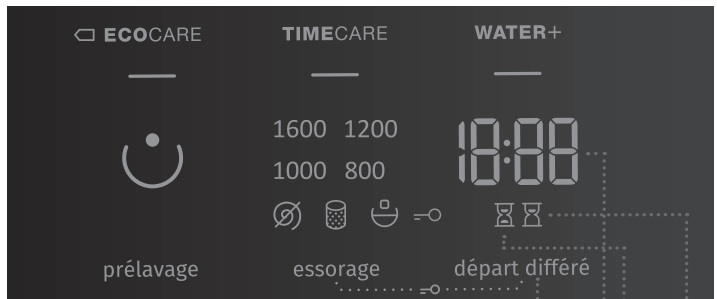 ECOCARE TIMECARE WATER+
1600 1200
18:88
1000 800
prélavage essorage départ différé